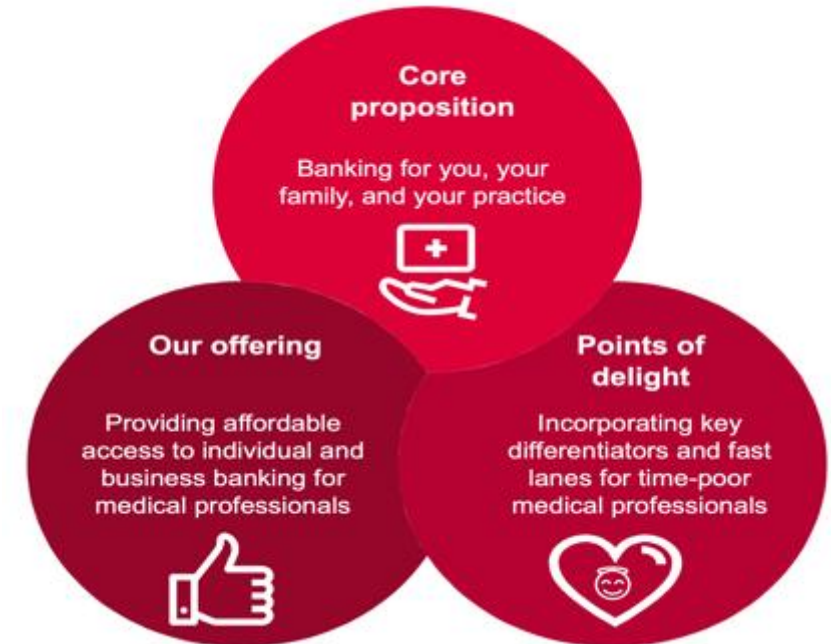 Core
proposition
Banking for you, your
family, and your practice
Our offering
Providing affordable
access to individual and
business banking for
medical professionals
Points of
delight
Incorporating key
differentiators and fast
lanes for time-poor
medical professionals